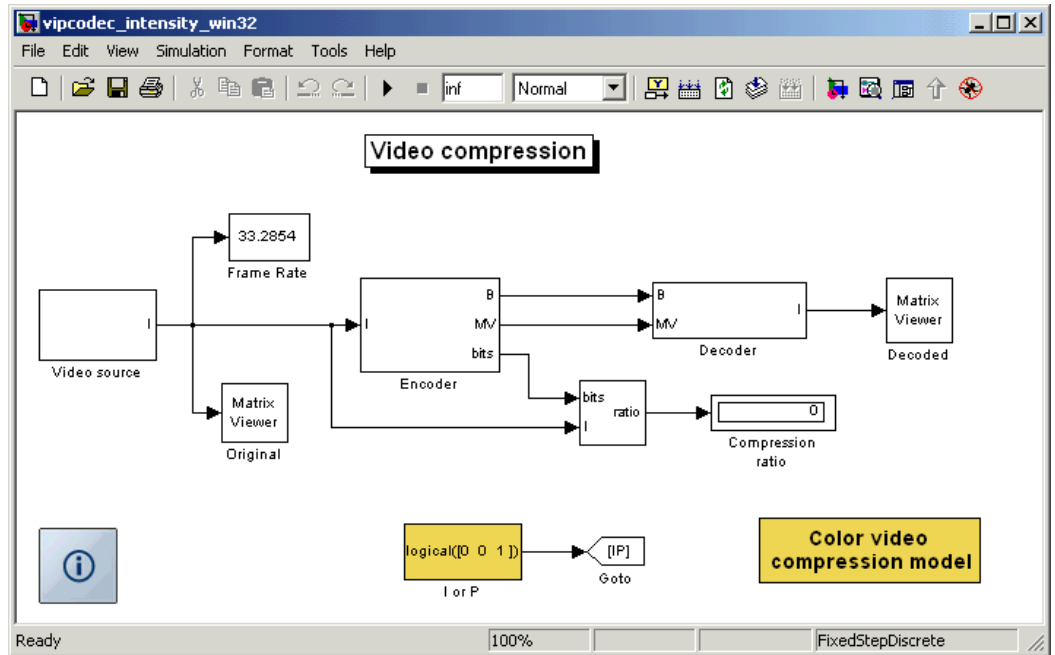 vipcodec_intensity_win32
File Edit View Simulation Format Tools Help
inf Normal
Video compression
33.2854
Frame Rate
I
Video source
Matrix
Viewer
Original
I
B
MV
bits
Encoder
B
MV
I
Decoder
Matrix
Viewer
Decoded
bits
I
ratio
0
Compression
ratio
logical([0 0 1])
I or P
[IP]
Goto
Color video
compression model
Ready 100% FixedStepDiscrete